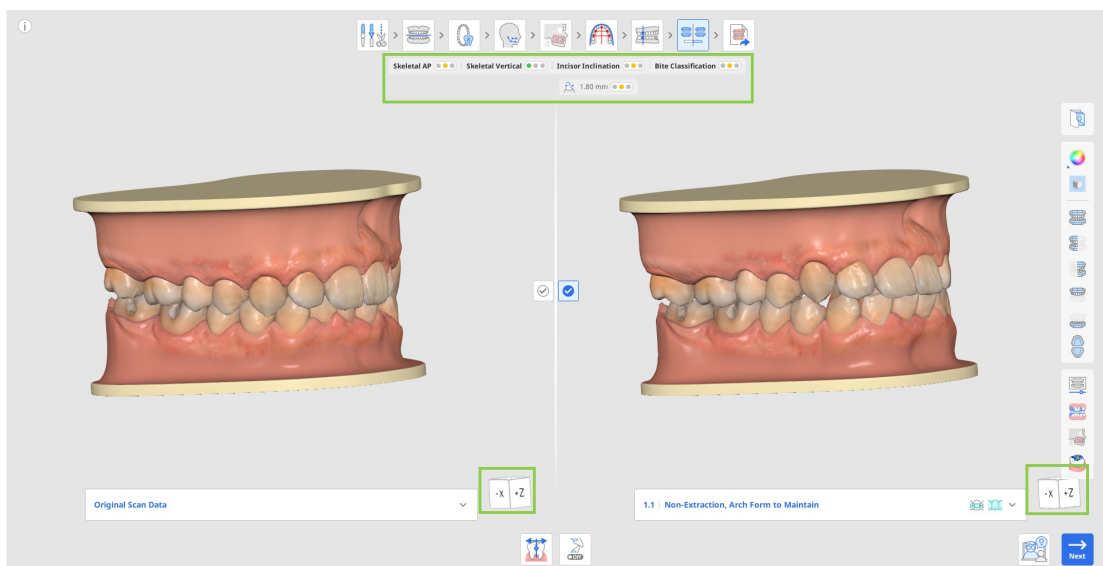 Skeletal AP Skeletal Vertical Incisor Inclination Bite Classification
1.80 mm
-X +Z
-X +Z
Original Scan Data
1.1 Non-Extraction, Arch Form to Maintain
Off
Next